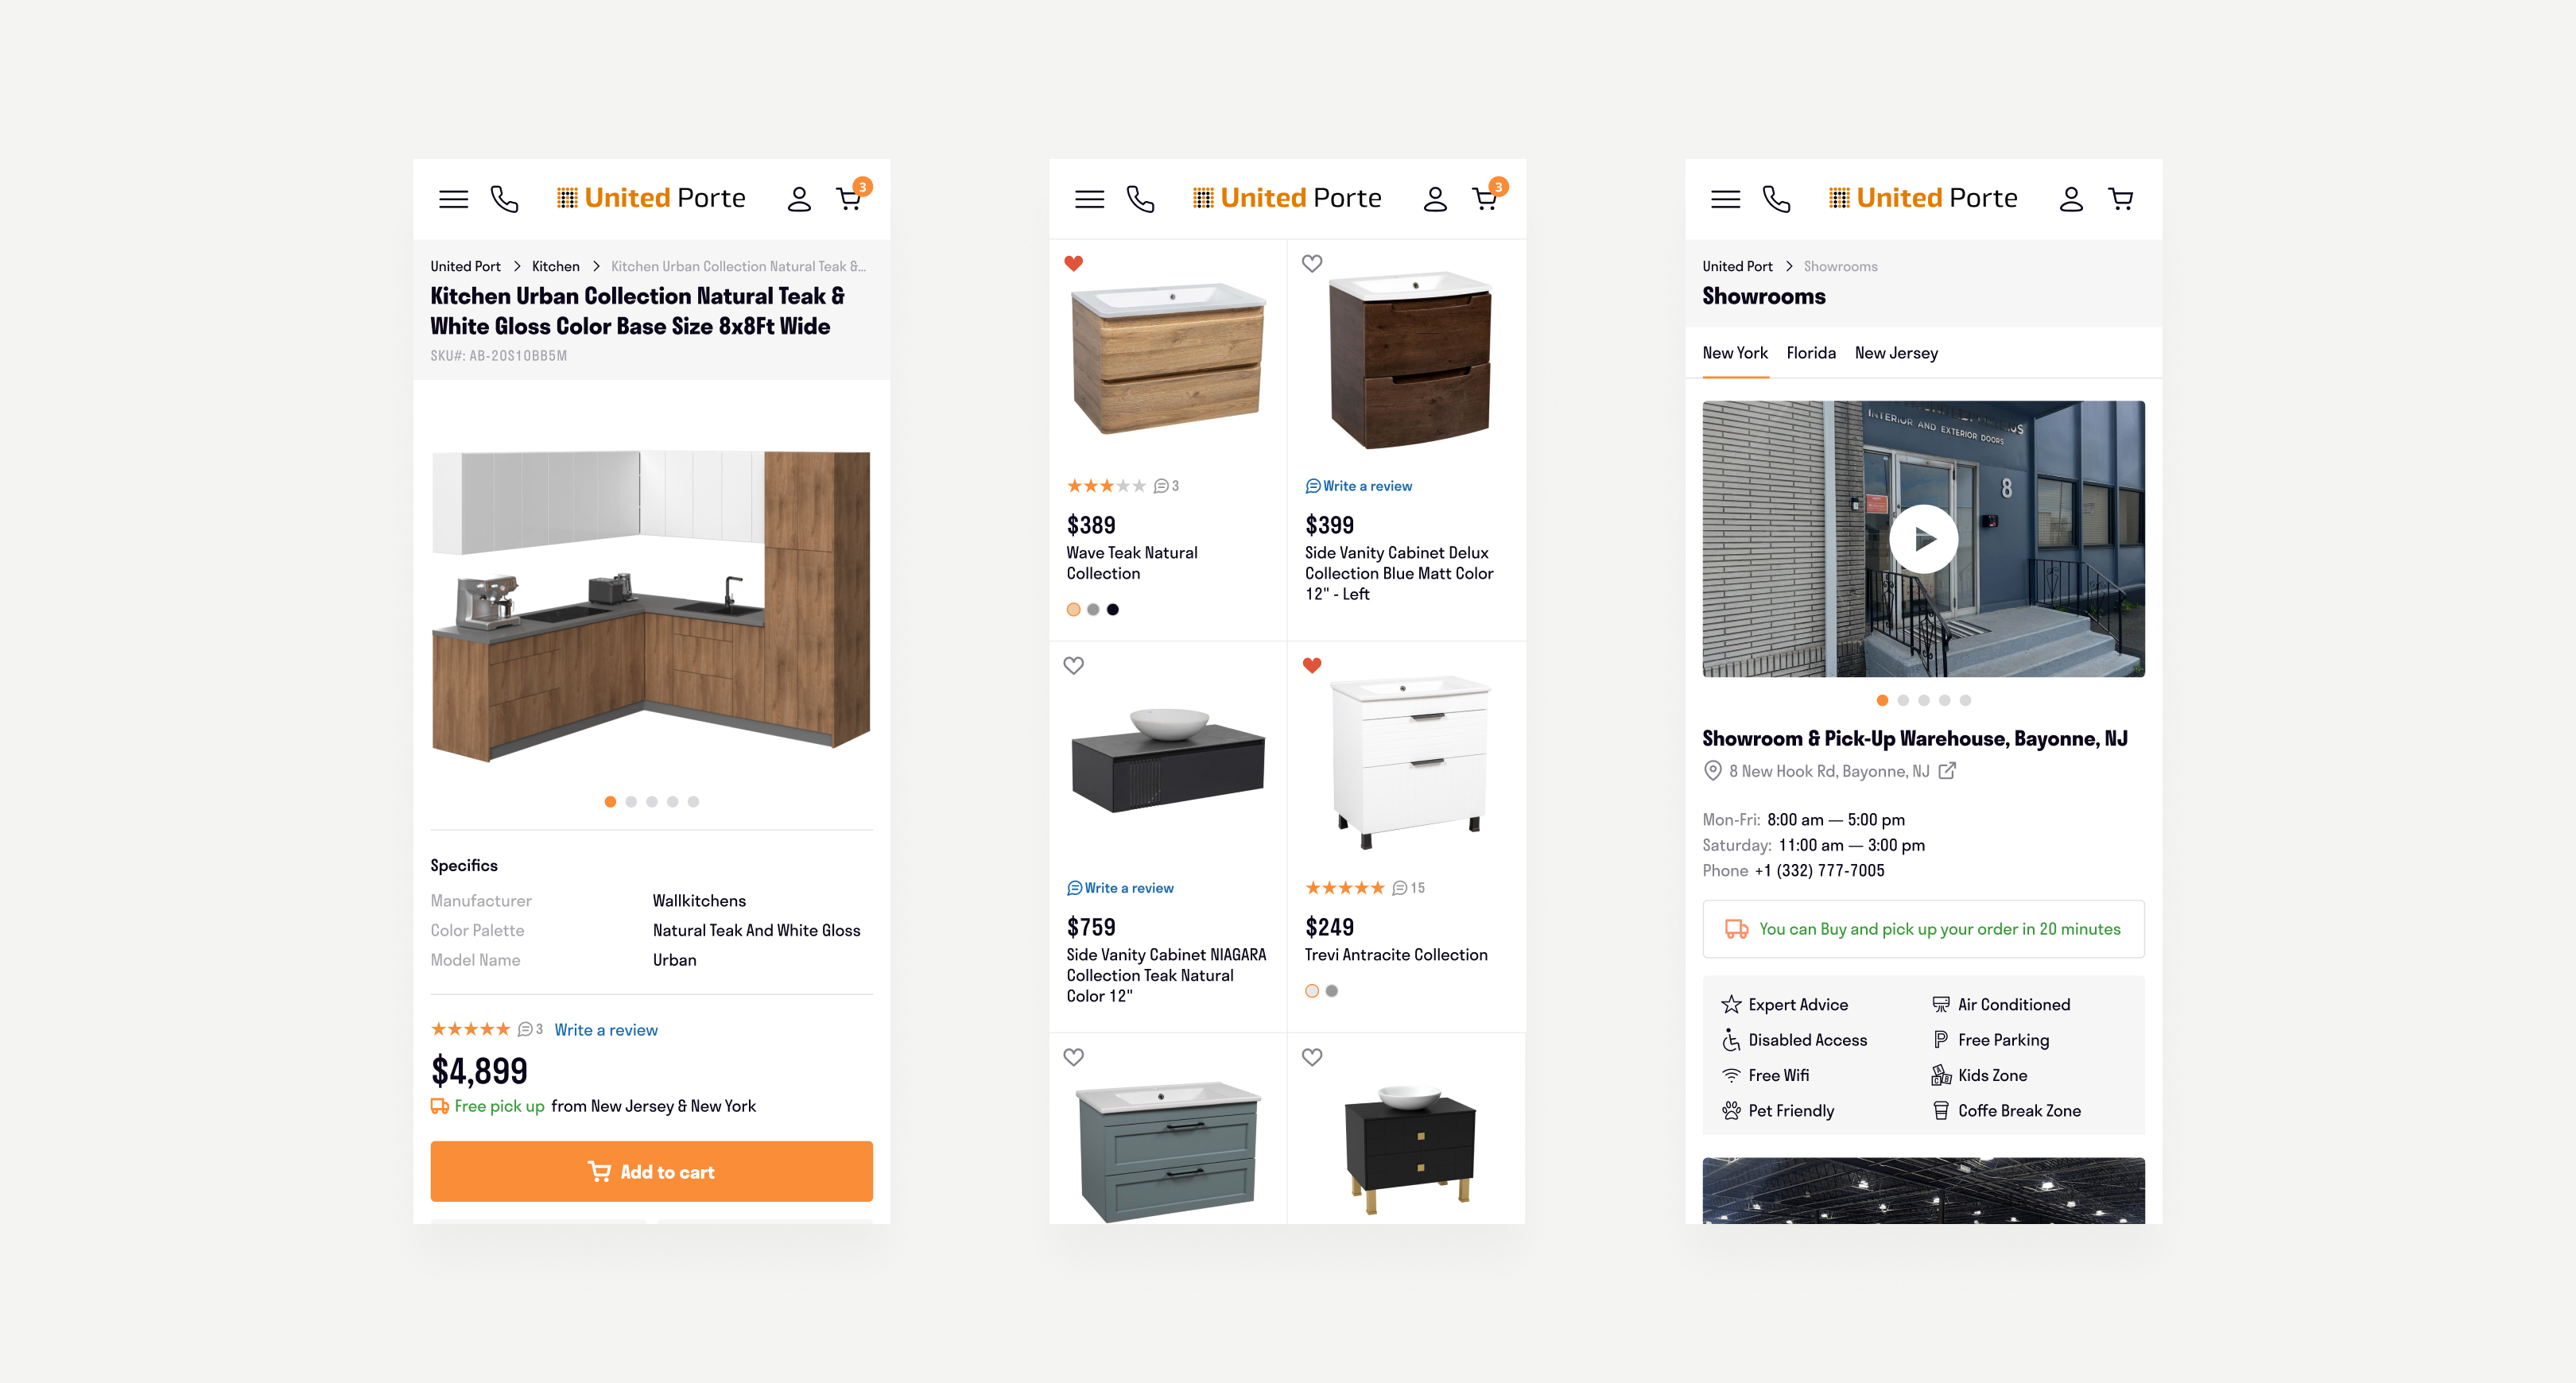 United Porte
3
United Port > Kitchen > Kitchen Urban Collection Natural Teak &...
Kitchen Urban Collection Natural Teak &
White Gloss Color Base Size 8x8Ft Wide
SKU#: AB-20S10BB5M
Specifics
Manufacturer Wallkitchens
Color Palette Natural Teak And White Gloss
Model Name Urban
3 Write a review
$4,899
Free pick up from New Jersey & New York
Add to cart
United Porte
3
3
$389
Wave Teak Natural
Collection
Write a review
$399
Side Vanity Cabinet Delux
Collection Blue Matt Color
12" - Left
Write a review
$759
Side Vanity Cabinet NIAGARA
Collection Teak Natural
Color 12"
15
$249
Trevi Antracite Collection
United Porte
United Port > Showrooms
Showrooms
New York Florida New Jersey
INTERIOR AND EXTERIOR DOORS
8
Showroom & Pick-Up Warehouse, Bayonne, NJ
8 New Hook Rd, Bayonne, NJ
Mon-Fri: 8:00 am — 5:00 pm
Saturday: 11:00 am — 3:00 pm
Phone +1 (332) 777-7005
You can Buy and pick up your order in 20 minutes
Expert Advice Air Conditioned
Disabled Access Free Parking
Free Wifi Kids Zone
Pet Friendly Coffe Break Zone